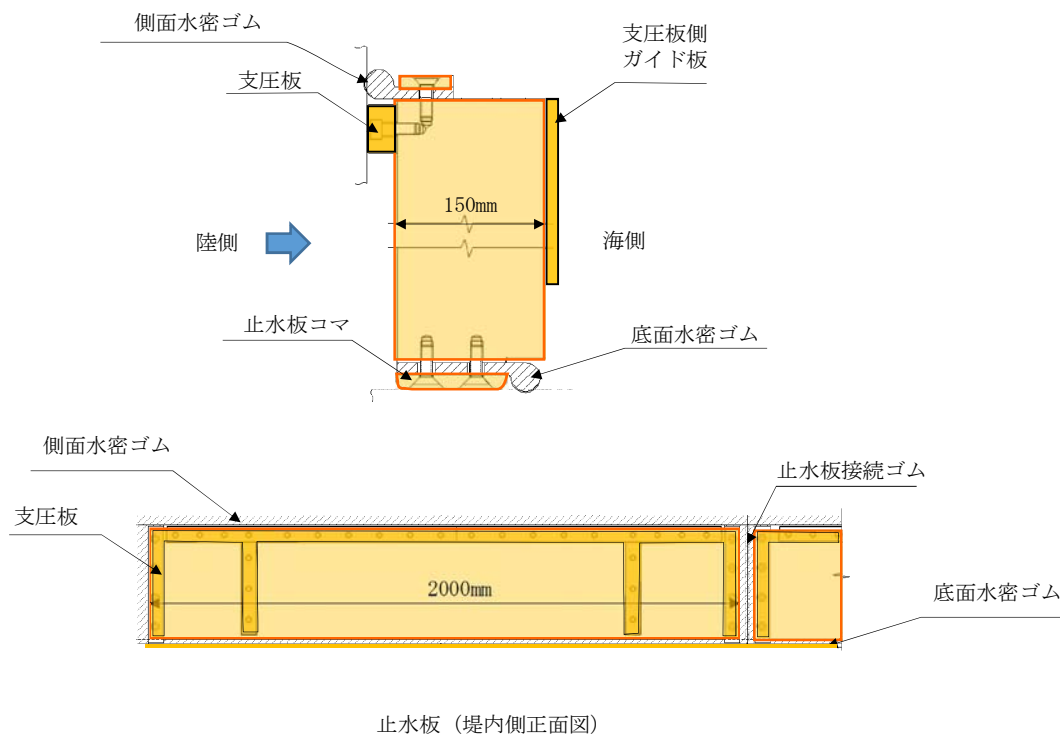 側面水密ゴム
支圧板側
ガイド板
支圧板
150mm
陸側
海側
止水板コマ
底面水密ゴム
側面水密ゴム
止水板接続ゴム
支圧板
2000mm
底面水密ゴム
止水板（堤内側正面図）